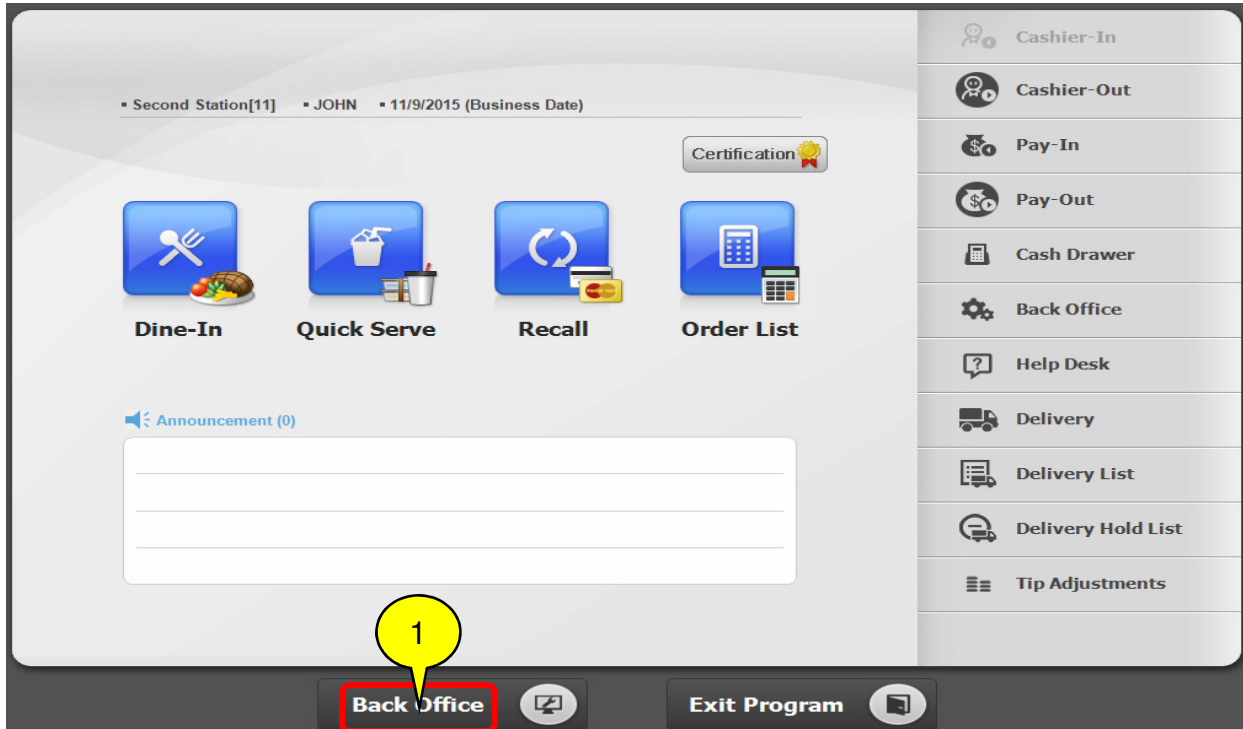 ▪ Second Station[11] ▪ JOHN ▪ 11/9/2015 (Business Date)
Certification
Dine-In Quick Serve Recall Order List
Announcement (0)
1
Back Office Exit Program
Cashier-In
Cashier-Out
Pay-In
Pay-Out
Cash Drawer
Back Office
Help Desk
Delivery
Delivery List
Delivery Hold List
Tip Adjustments